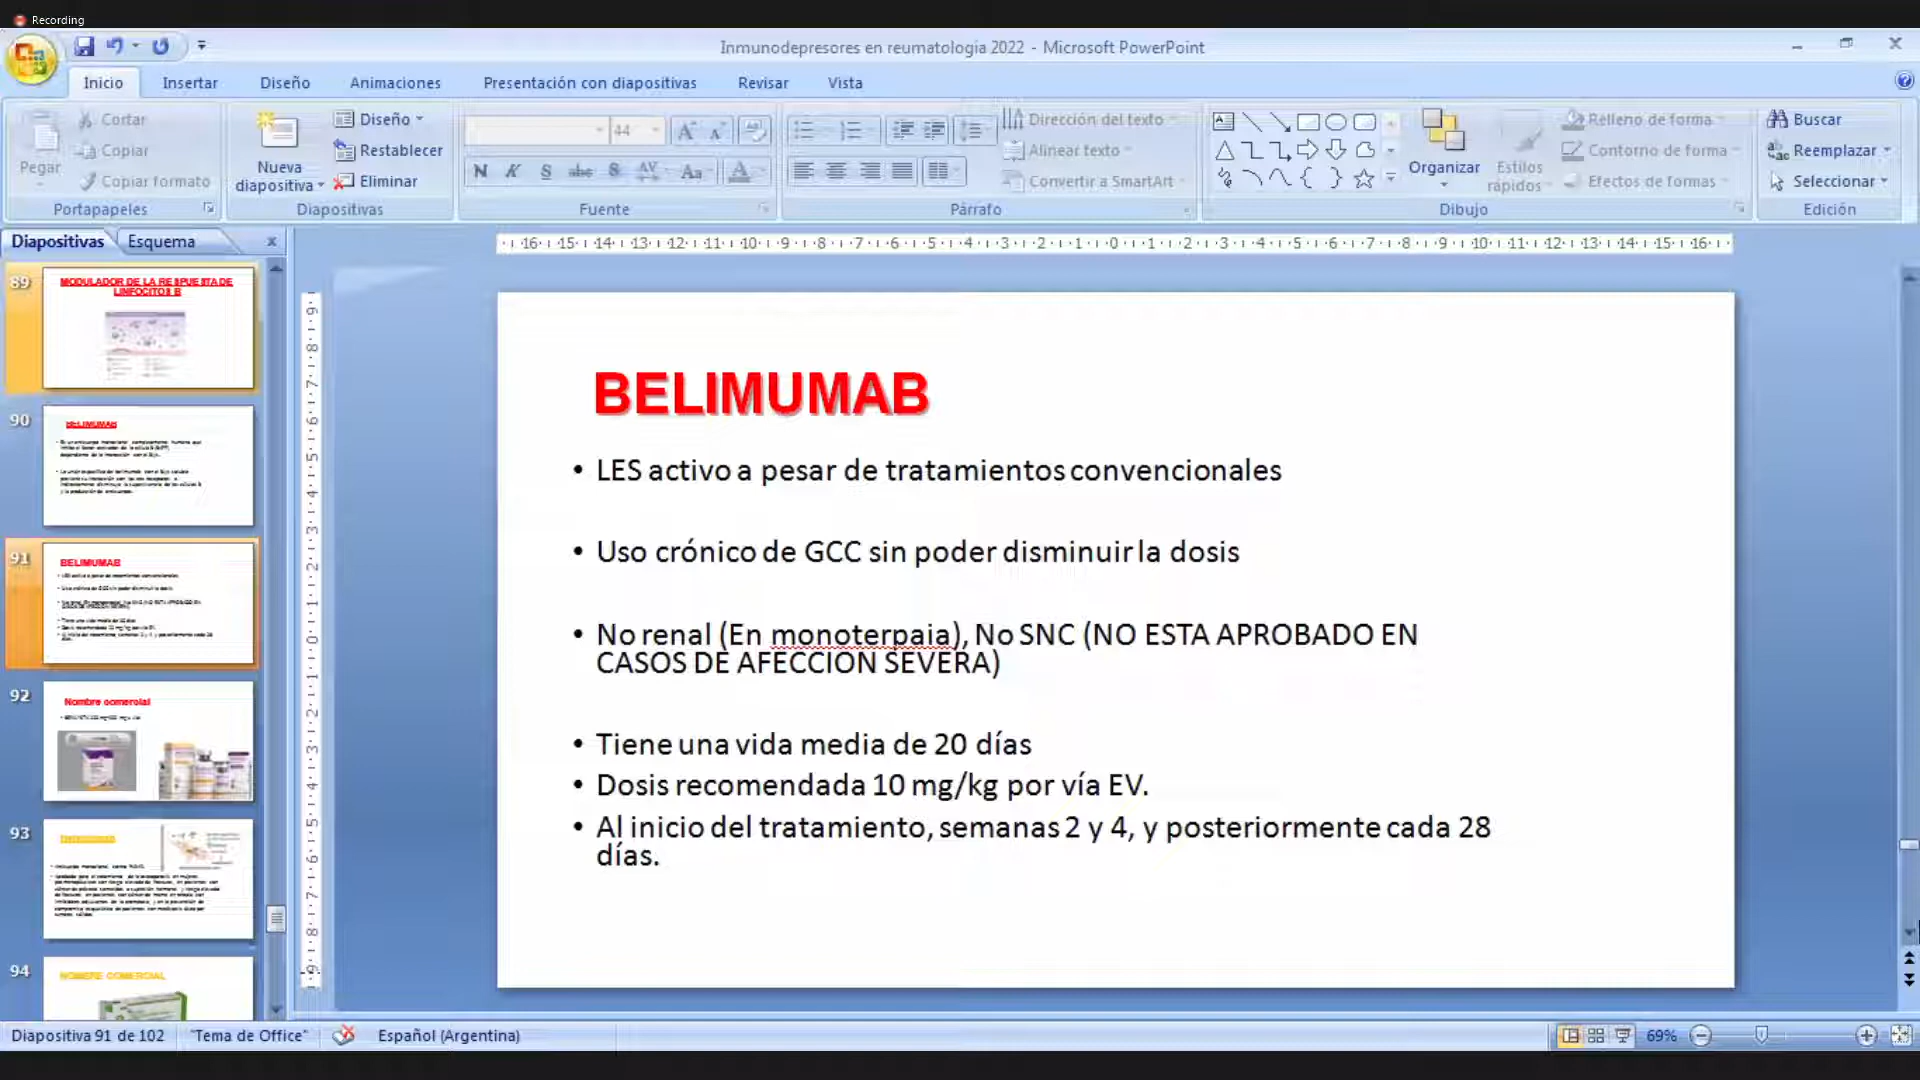 Recording
Inmunodepresores en reumatologia 2022 - Microsoft PowerPoint
Inicio Insertar Diseño Animaciones Presentación con diapositivas Revisar Vista
Pegar
Cortar
Copiar
Copiar formato
Portapapeles
Nueva
diapositiva
Diseño
Restablecer
Eliminar
Diapositivas
44
Fuente
Párrafo
Dirección del texto
Alinear texto
Convertir a SmartArt
Organizar
Estilos
rápidos
Relleno de forma
Contorno de forma
Efectos de formas
Dibujo
Buscar
Reemplazar
Seleccionar
Edición
Diapositivas Esquema
89
MODULADOR DE LA RESPUESTA DE
LINFOCITOS B
90
BELIMUMAB
91
BELIMUMAB
92
Nombre comercial
93
94
NOMBRE COMERCIAL
BELIMUMAB
• LES activo a pesar de tratamientos convencionales
• Uso crónico de GCC sin poder disminuir la dosis
• No renal (En monoterpaia), No SNC (NO ESTA APROBADO EN
CASOS DE AFECCION SEVERA)
• Tiene una vida media de 20 días
• Dosis recomendada 10 mg/kg por vía EV.
• Al inicio del tratamiento, semanas 2 y 4, y posteriormente cada 28
días.
Diapositiva 91 de 102 "Tema de Office" Español (Argentina) 69%